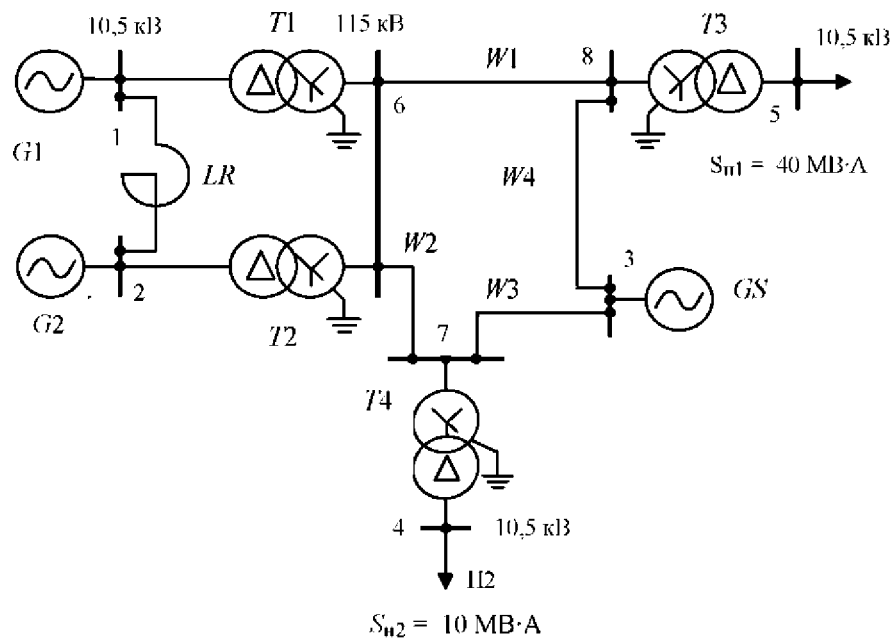 10,5 кВ
T1
115 кВ
W1
8
T3
10,5 кВ
G1
1
6
5
LR
W4
Sн1 = 40 МВ·А
W2
3
2
W3
GS
G2
T2
7
T4
4
10,5 кВ
Н2
Sн2 = 10 МВ·А